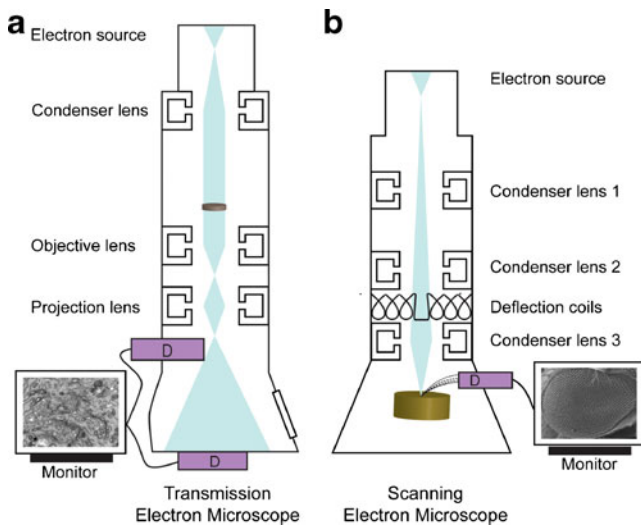 a
Electron source
Condenser lens
Objective lens
Projection lens
D
D
Monitor
Transmission
Electron Microscope
b
Electron source
Condenser lens 1
Condenser lens 2
Deflection coils
Condenser lens 3
D
Monitor
Scanning
Electron Microscope